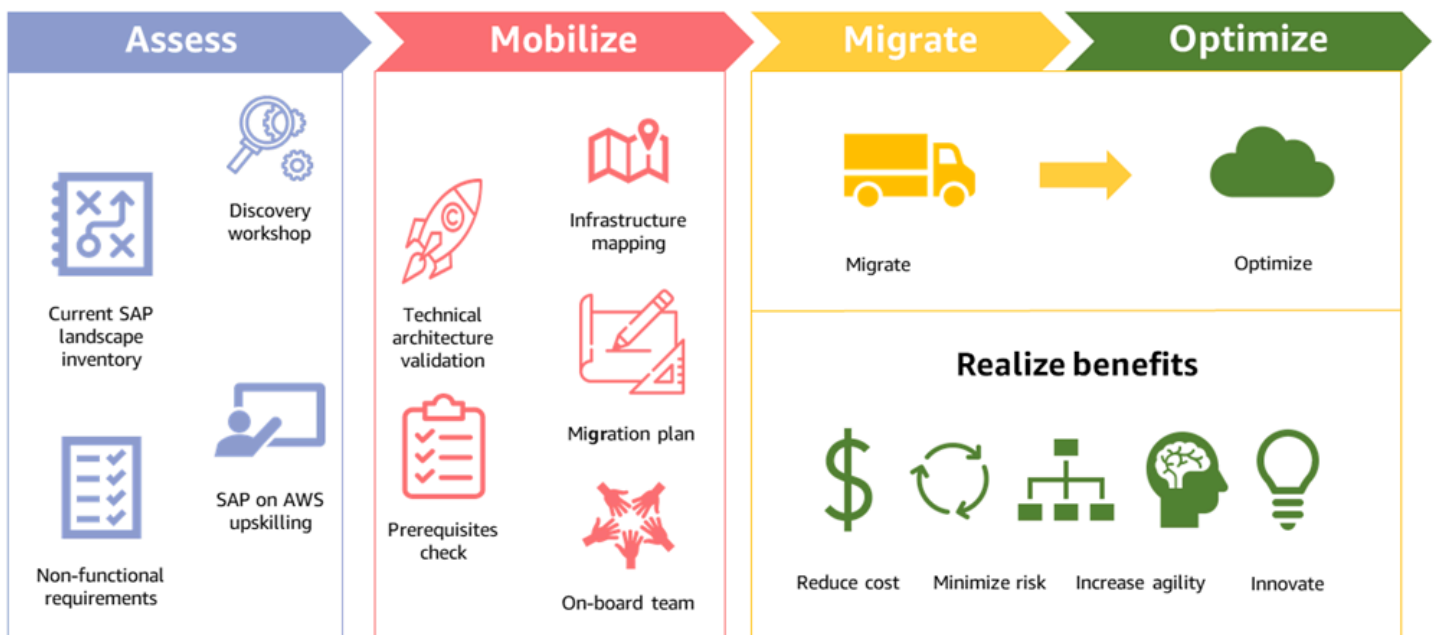 Assess
Mobilize
Migrate
Optimize
Discovery
workshop
Current SAP
landscape
inventory
SAP on AWS
upskilling
Non-functional
requirements
Infrastructure
mapping
©
Technical
architecture
validation
Migration plan
Prerequisites
check
On-board team
Migrate
Optimize
Realize benefits
$
Reduce cost
Minimize risk
Increase agility
Innovate